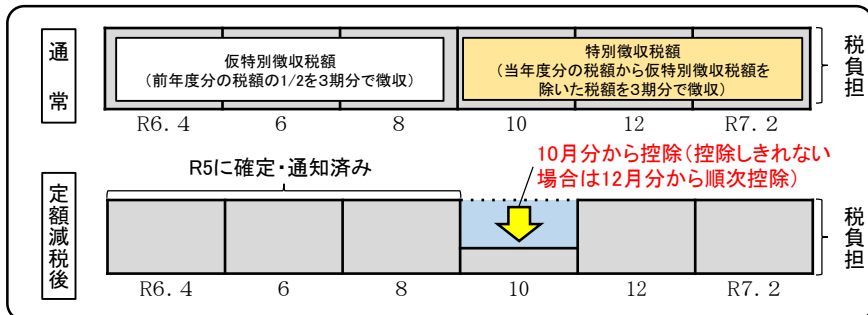 通常
仮特別徴収税額
（前年度分の税額の1/2を３期分で徴収）
特別徴収税額
（当年度分の税額から仮特別徴収税額を
除いた税額を３期分で徴収）
税負担
R6.4 6 8 10 12 R7.2
R5に確定・通知済み
10月分から控除（控除しきれない
場合は12月分から順次控除）
定額減税後
税負担
R6.4 6 8 10 12 R7.2